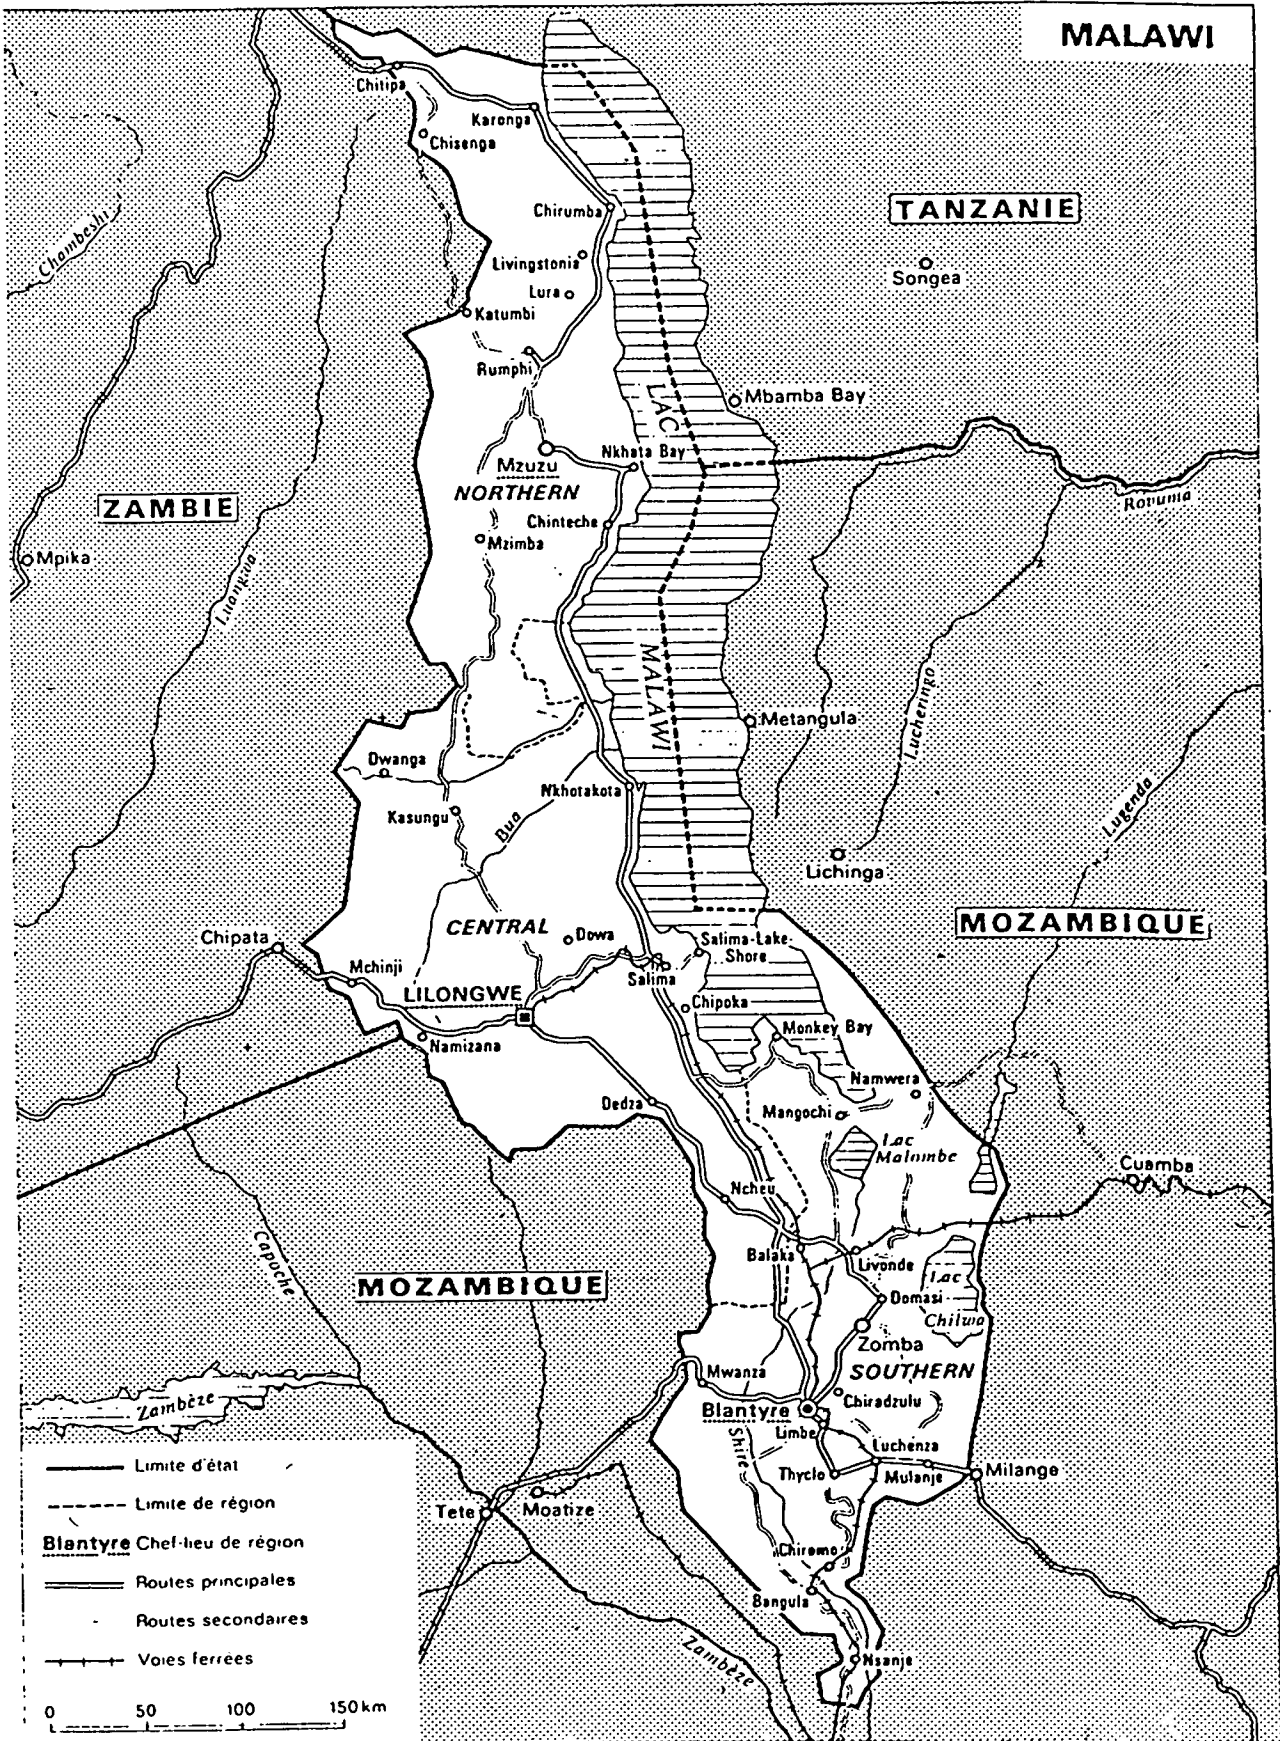 MALAWI
Chitipa
Karonga
Chisenga
TANZANIE
Chirumba
Chambeshi
Songea
Livingstonia
Lura
Katumbi
Rumphi
LAC
Mbamba Bay
Nkhata Bay
Mzuzu
NORTHERN
ZAMBIE
Rovuma
Chinteche
Mzimba
Mpika
Luangwa
MALAWI
Lucheringo
Metangula
Dwanga
Nkhotakota
Kasungu
Bua
Lugenda
Lichinga
CENTRAL
MOZAMBIQUE
Chipata
Dowa
Salima-Lake
Shore
Mchinji
Salima
LILONGWE
Chipoka
Monkey Bay
Namizana
Namwera
Dedza
Mangochi
Lac
Malombe
Cuamba
Ncheu
Capoche
Balaka
Livonde
MOZAMBIQUE
Lac
Chilwa
Domasi
Zomba
Mwanza
SOUTHERN
Zambèze
Chiradzulu
Blantyre
Limbe
Shire
Luchenza
Thyclo
Mulanje
Milange
Tete
Moatize
Chiromo
Bangula
Zambèze
Nsanje
Limite d'état
Limite de région
Blantyre Chef-lieu de région
Routes principales
Routes secondaires
Voies ferrées
0 50 100 150 km